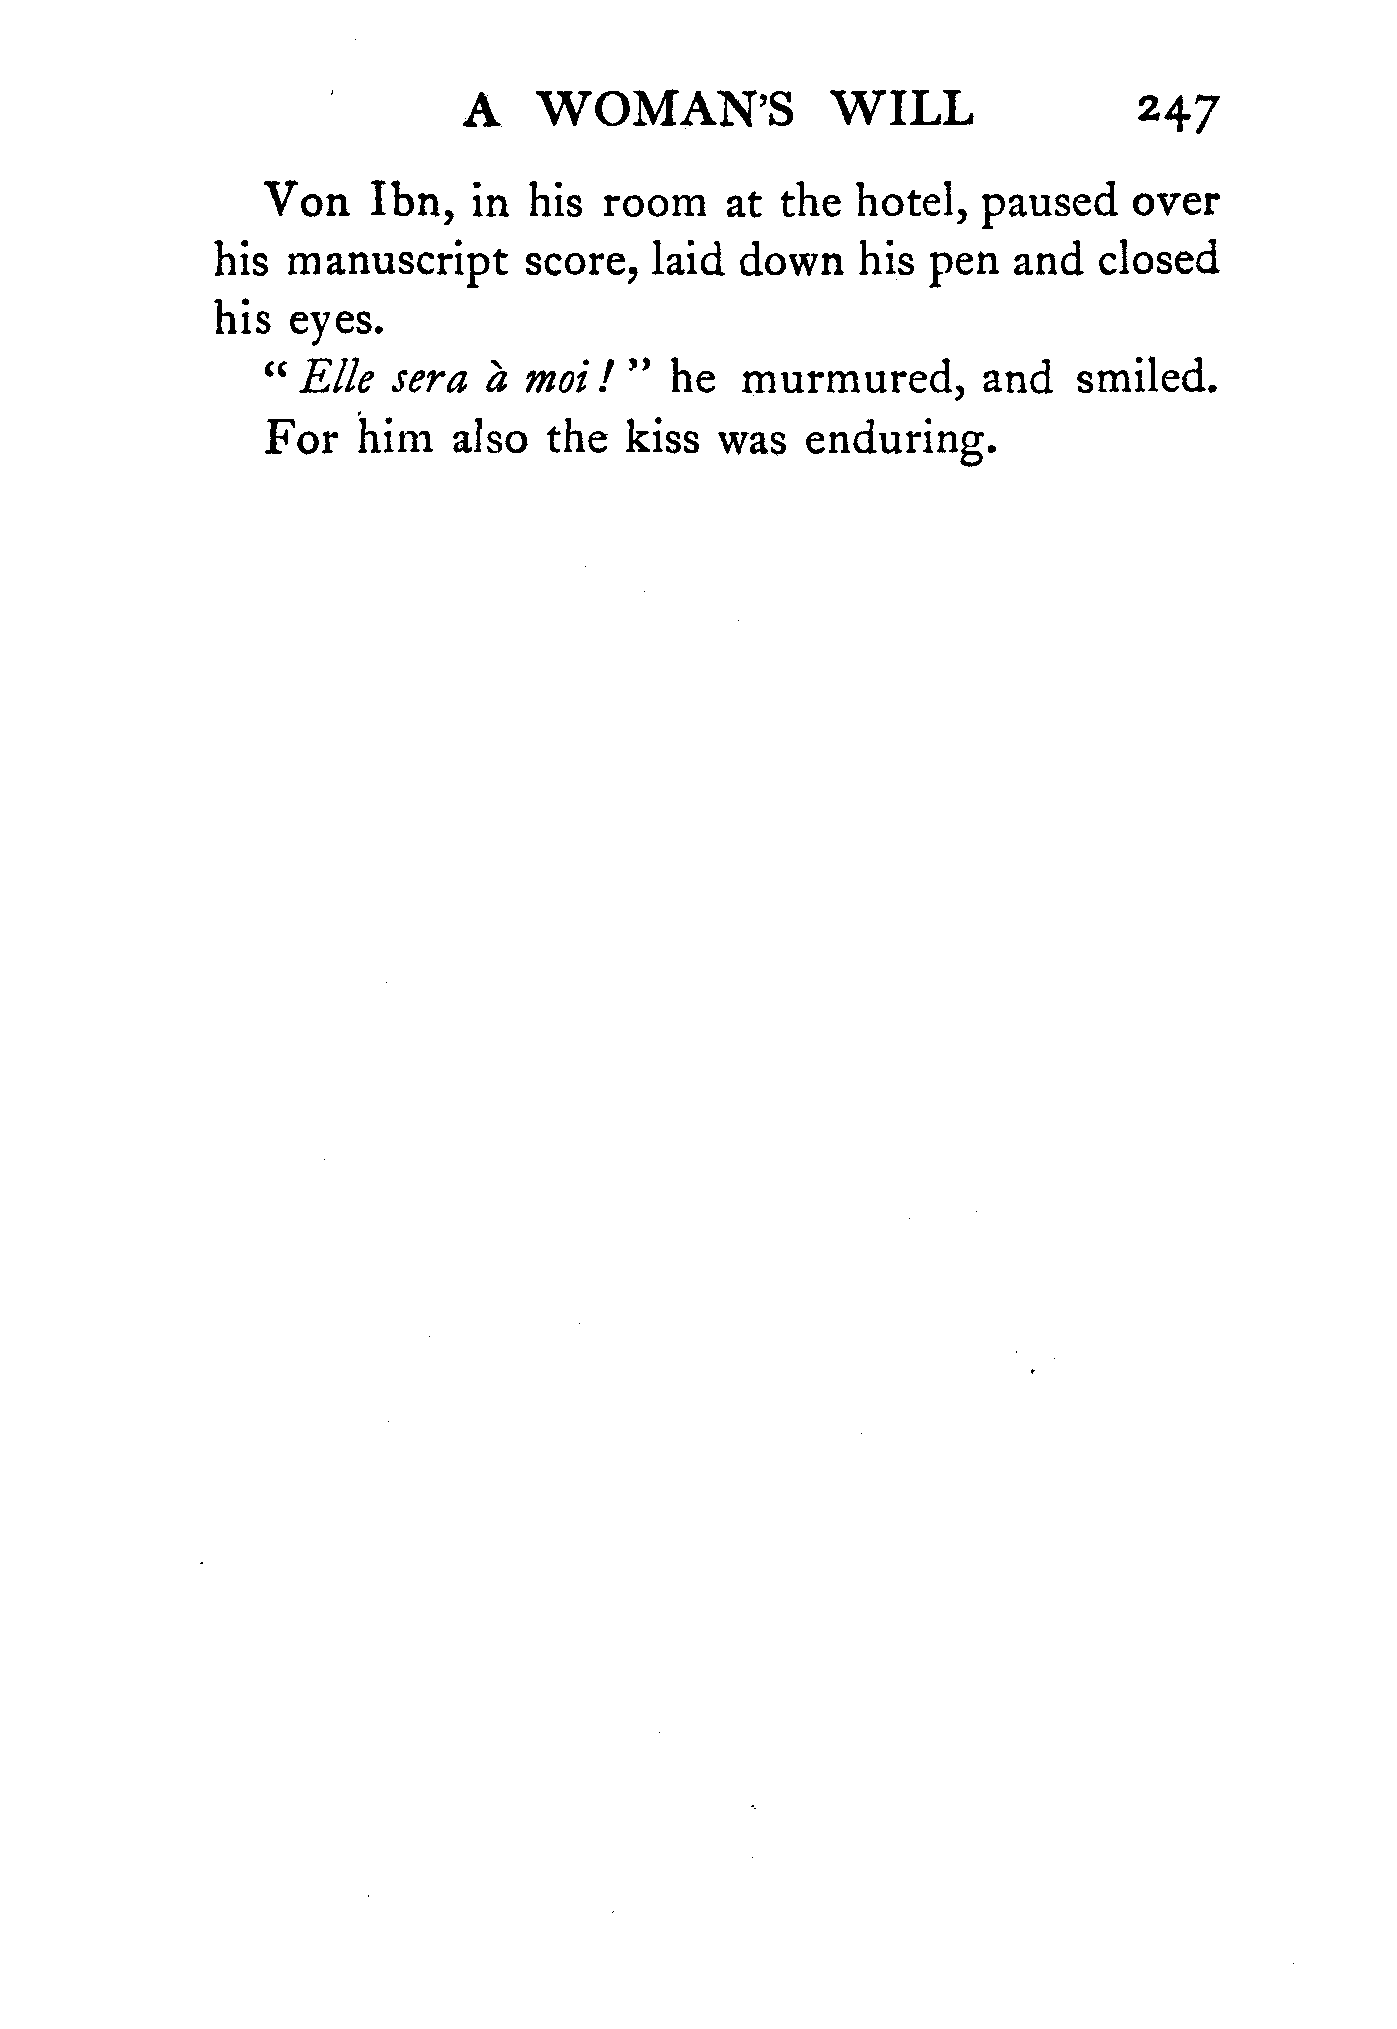 A WOMAN'S WILL 247
Von Ibn, in his room at the hotel, paused over
his manuscript score, laid down his pen and closed
his eyes.
“ Elle sera à moi ! ” he murmured, and smiled.
For him also the kiss was enduring.